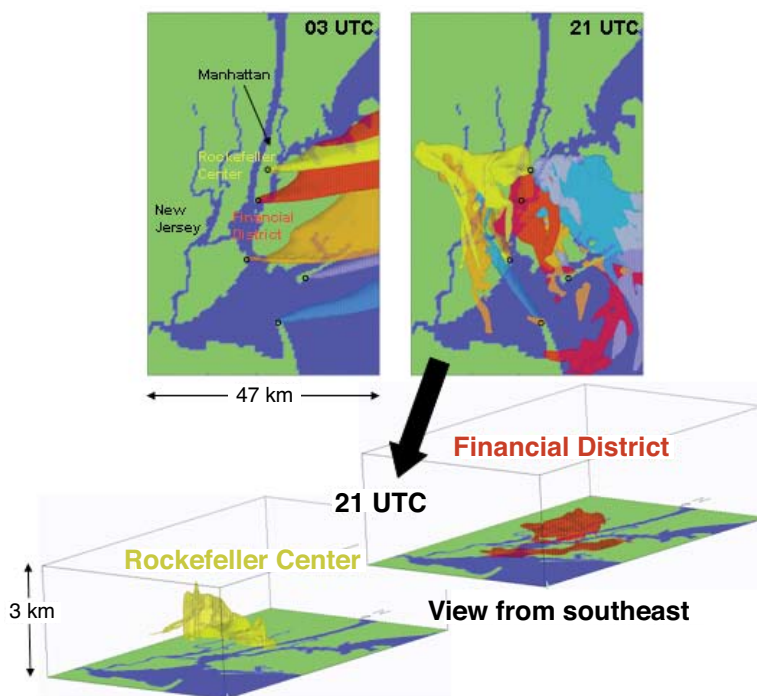 03 UTC
21 UTC
Manhattan
Rockefeller
Center
New
Jersey
Financial
District
47 km
Financial District
21 UTC
Rockefeller Center
3 km
View from southeast